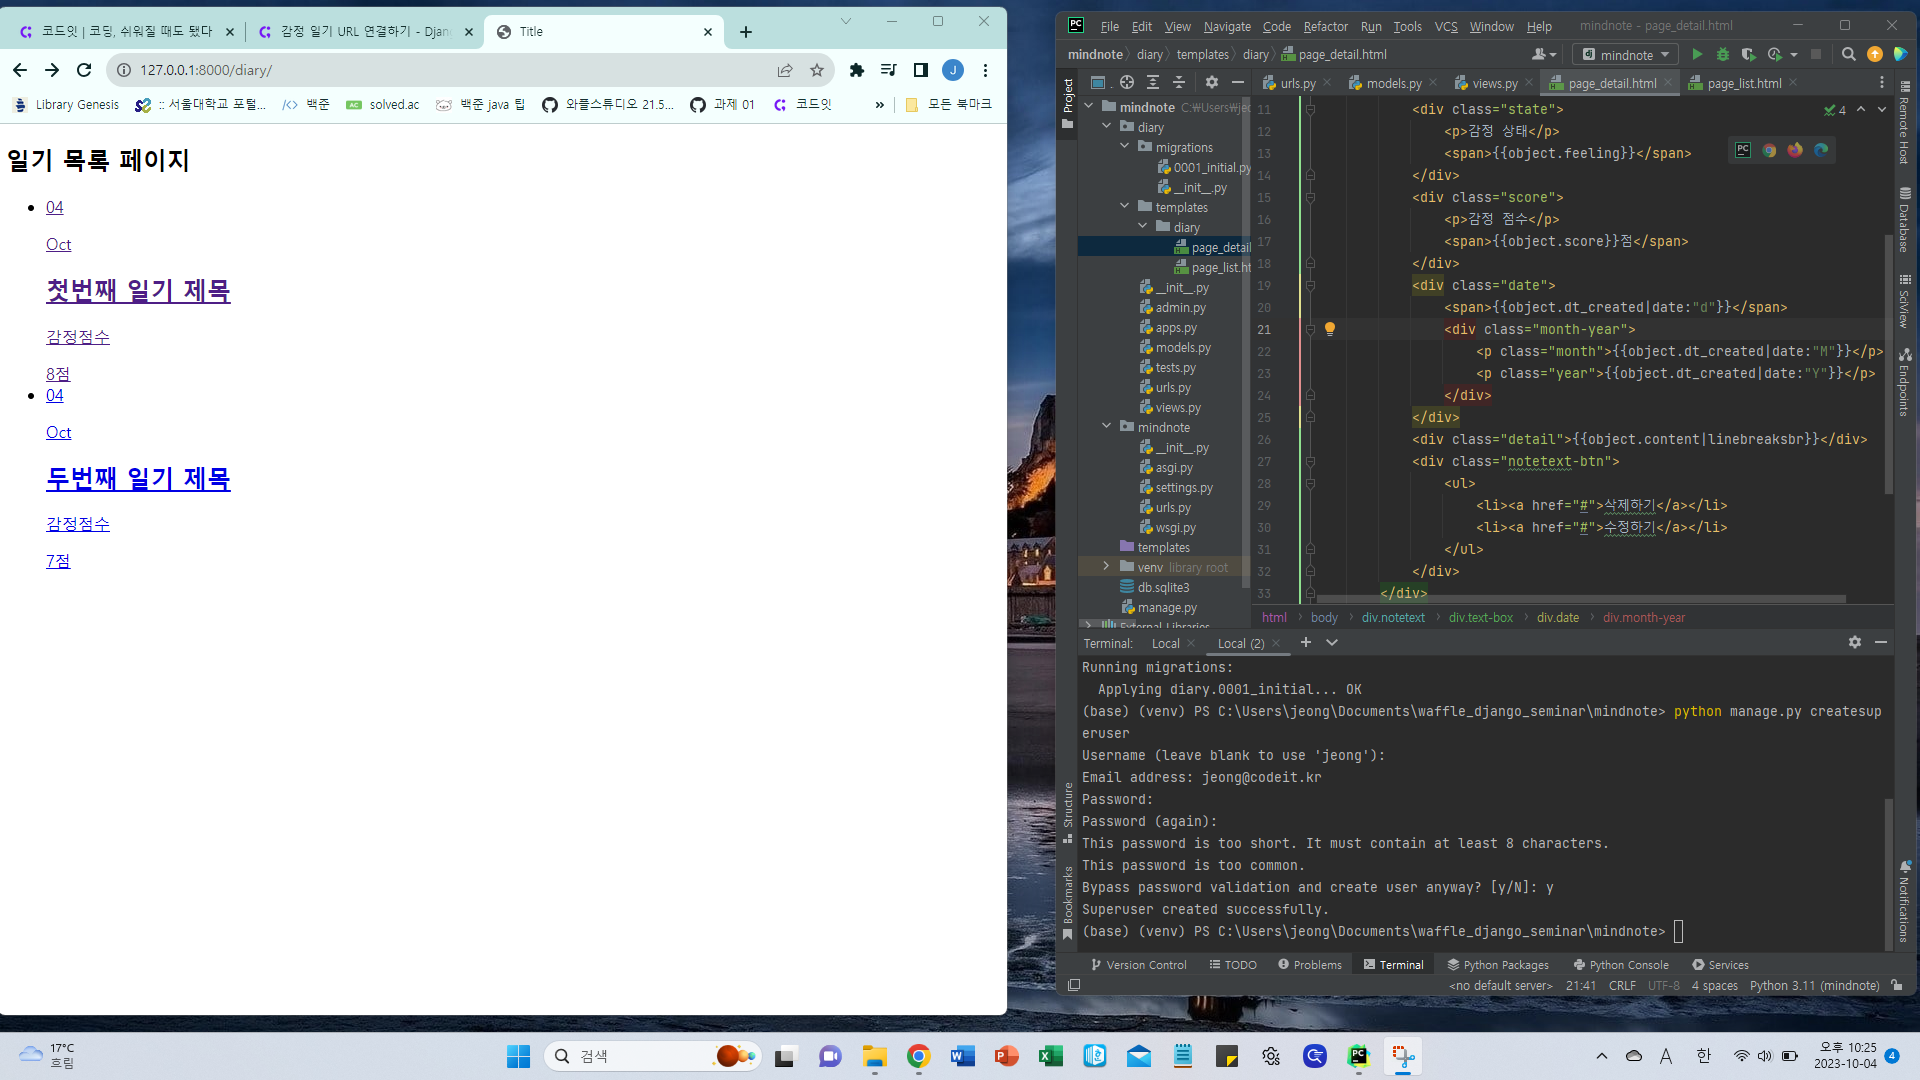 코드잇 | 코딩, 쉬워질 때도 됐다
감정 일기 URL 연결하기 - Djan
Title
127.0.0.1:8000/diary/
Library Genesis
:: 서울대학교 포털...
백준
solved.ac
백준 java 팁
와플스튜디오 21.5...
과제 01
코드잇
»
모든 북마크
일기 목록 페이지
04
Oct
첫번째 일기 제목
감정점수
8점
04
Oct
두번째 일기 제목
감정점수
7점
File Edit View Navigate Code Refactor Run Tools VCS Window Help mindnote - page_detail.html
mindnote diary templates diary page_detail.html
mindnote
Project
urls.py models.py views.py page_detail.html page_list.html
mindnote C:₩Users₩jeo
diary
migrations
0001_initial.py
__init__.py
templates
diary
page_detail
page_list.ht
__init__.py
admin.py
apps.py
models.py
tests.py
urls.py
views.py
mindnote
__init__.py
asgi.py
settings.py
urls.py
wsgi.py
templates
venv library root
db.sqlite3
manage.py
External Libraries
11 <div class="state">
12 <p>감정 상태</p>
13 <span>{{object.feeling}}</span>
14 </div>
15 <div class="score">
16 <p>감정 점수</p>
17 <span>{{object.score}}점</span>
18 </div>
19 <div class="date">
20 <span>{{object.dt_created|date:"d"}}</span>
21 <div class="month-year">
22 <p class="month">{{object.dt_created|date:"M"}}</p>
23 <p class="year">{{object.dt_created|date:"Y"}}</p>
24 </div>
25 </div>
26 <div class="detail">{{object.content|linebreaksbr}}</div>
27 <div class="notetext-btn">
28 <ul>
29 <li><a href="#">삭제하기</a></li>
30 <li><a href="#">수정하기</a></li>
31 </ul>
32 </div>
33 </div>
4
html body div.notetext div.text-box div.date div.month-year
Remote Host
Database
SciView
Endpoints
Notifications
Structure
Bookmarks
Terminal: Local Local (2)
Running migrations:
Applying diary.0001_initial... OK
(base) (venv) PS C:\Users\jeong\Documents\waffle_django_seminar\mindnote> python manage.py createsup
eruser
Username (leave blank to use 'jeong'):
Email address: jeong@codeit.kr
Password:
Password (again):
This password is too short. It must contain at least 8 characters.
This password is too common.
Bypass password validation and create user anyway? [y/N]: y
Superuser created successfully.
(base) (venv) PS C:\Users\jeong\Documents\waffle_django_seminar\mindnote>
Version Control TODO Problems Terminal Python Packages Python Console Services
<no default server> 21:41 CRLF UTF-8 4 spaces Python 3.11 (mindnote)
17°C
흐림
검색
A 한
오후 10:25
2023-10-04
4